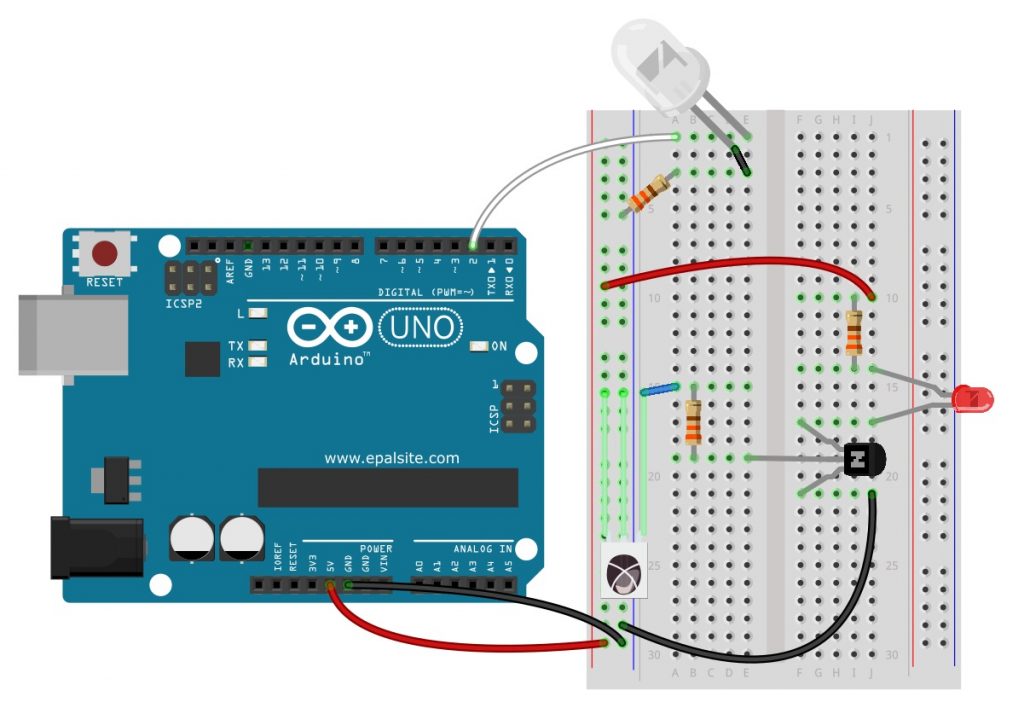 A B C D E F G H I J
1 1
RESET
ICSP2
AREF
GND
13
12
~11
~10
~9
8
7
~6
~5
4
~3
2
TX0▶1
RX0◀0
DIGITAL (PWM=~)
5 5
10 10
L
TX
RX
UNO
Arduino™
ON
1
ICSP
15 15
www.epalsite.com
20 20
N
POWER
ANALOG IN
IOREF
RESET
3V3
5V
GND
GND
VIN
A0
A1
A2
A3
A4
A5
25 25
30 30
A B C D E F G H I J